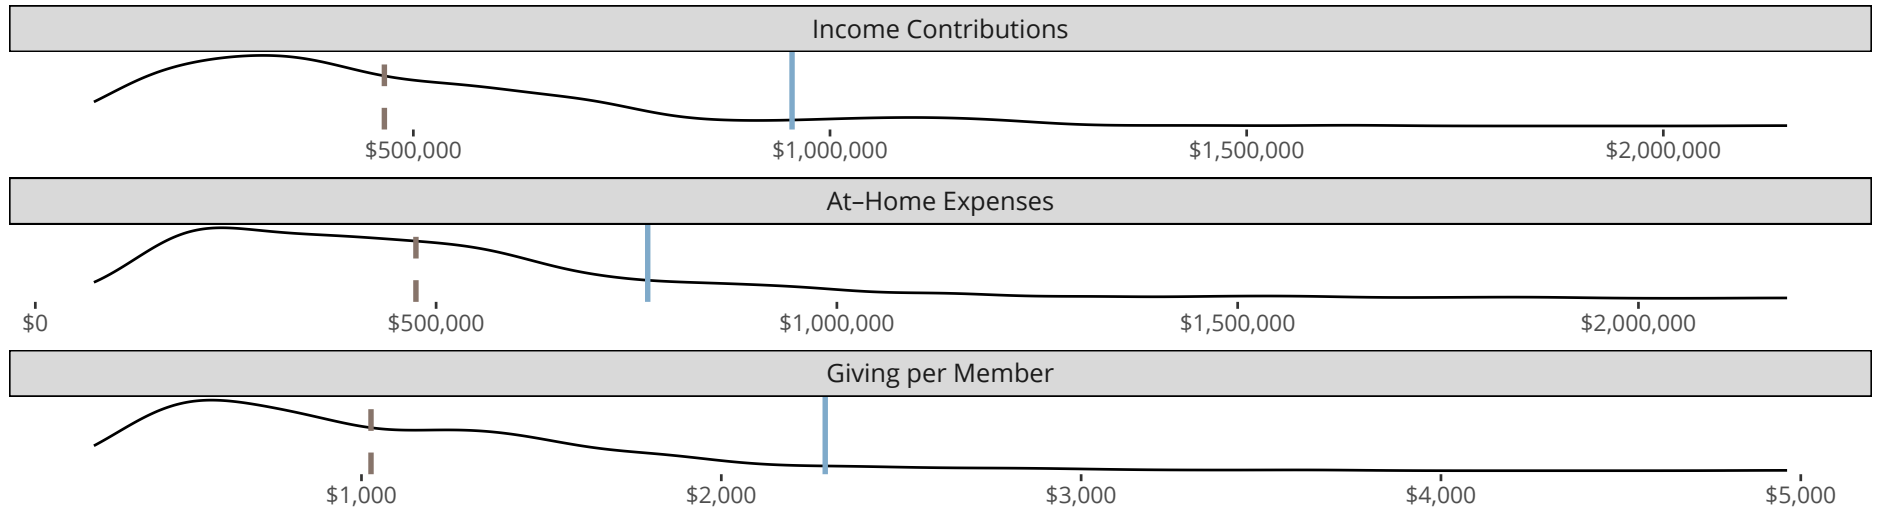 Income Contributions
$500,000 $1,000,000 $1,500,000 $2,000,000
At–Home Expenses
$0 $500,000 $1,000,000 $1,500,000 $2,000,000
Giving per Member
$1,000 $2,000 $3,000 $4,000 $5,000